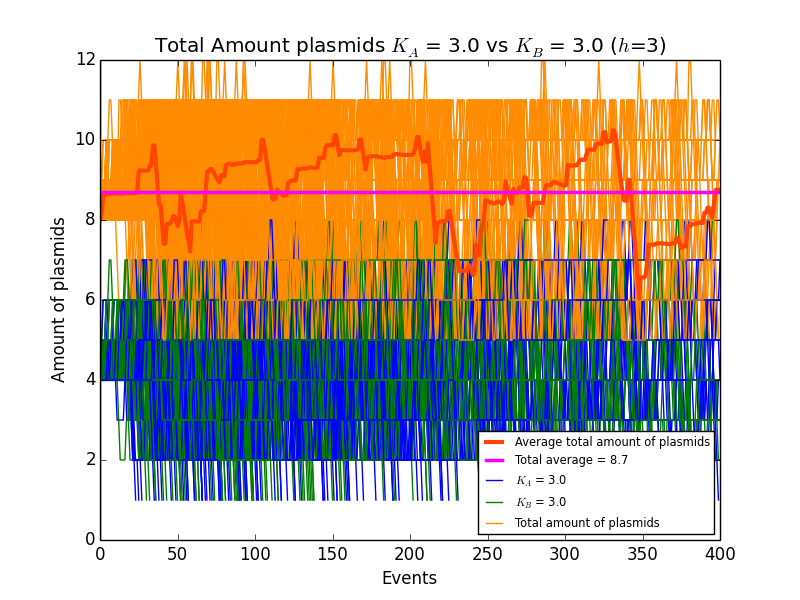 Total Amount plasmids K_A = 3.0 vs K_B = 3.0 (h=3)
12
10
8
6
4
2
0
Amount of plasmids
0 50 100 150 200 250 300 350 400
Events
Average total amount of plasmids
Total average = 8.7
K_A = 3.0
K_B = 3.0
Total amount of plasmids